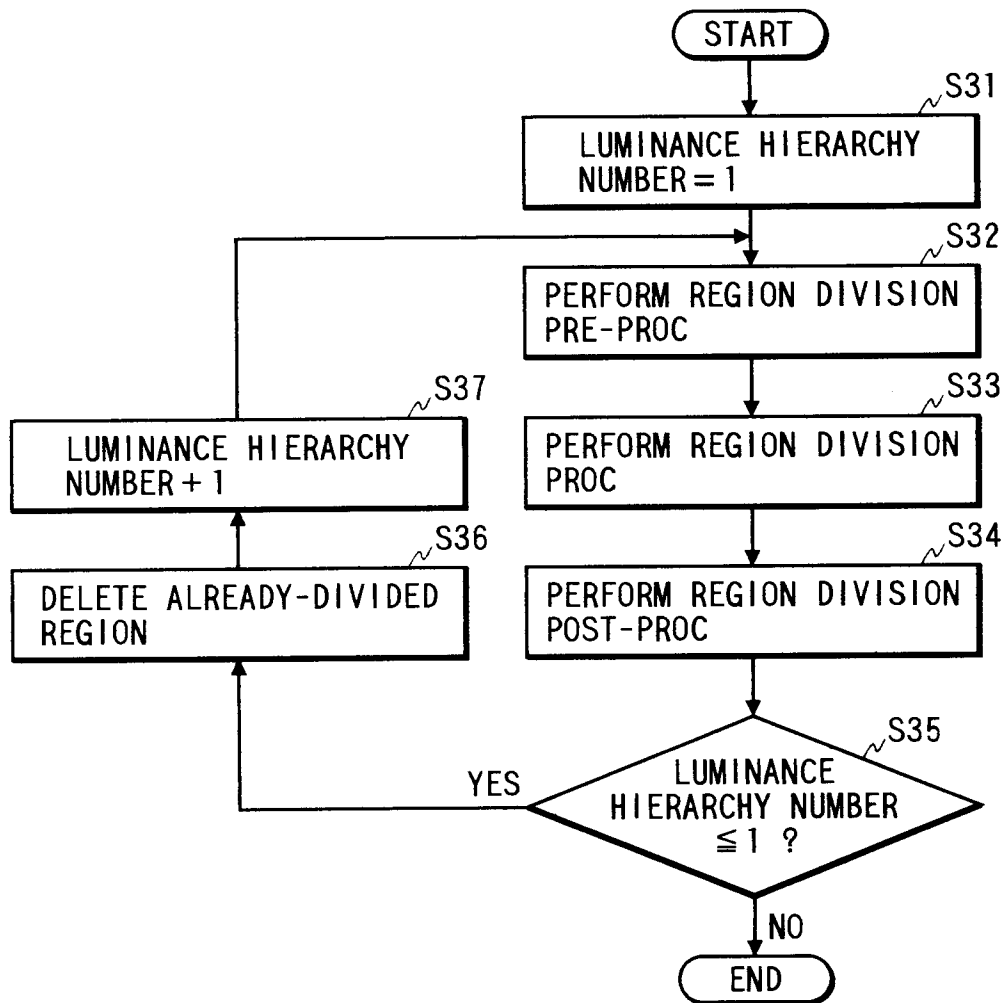 START
S31
LUMINANCE HIERARCHY
NUMBER=1
S32
PERFORM REGION DIVISION
PRE-PROC
S33
PERFORM REGION DIVISION
PROC
S34
PERFORM REGION DIVISION
POST-PROC
S35
LUMINANCE
HIERARCHY NUMBER
≦1 ?
YES
NO
END
S36
DELETE ALREADY-DIVIDED
REGION
S37
LUMINANCE HIERARCHY
NUMBER+1